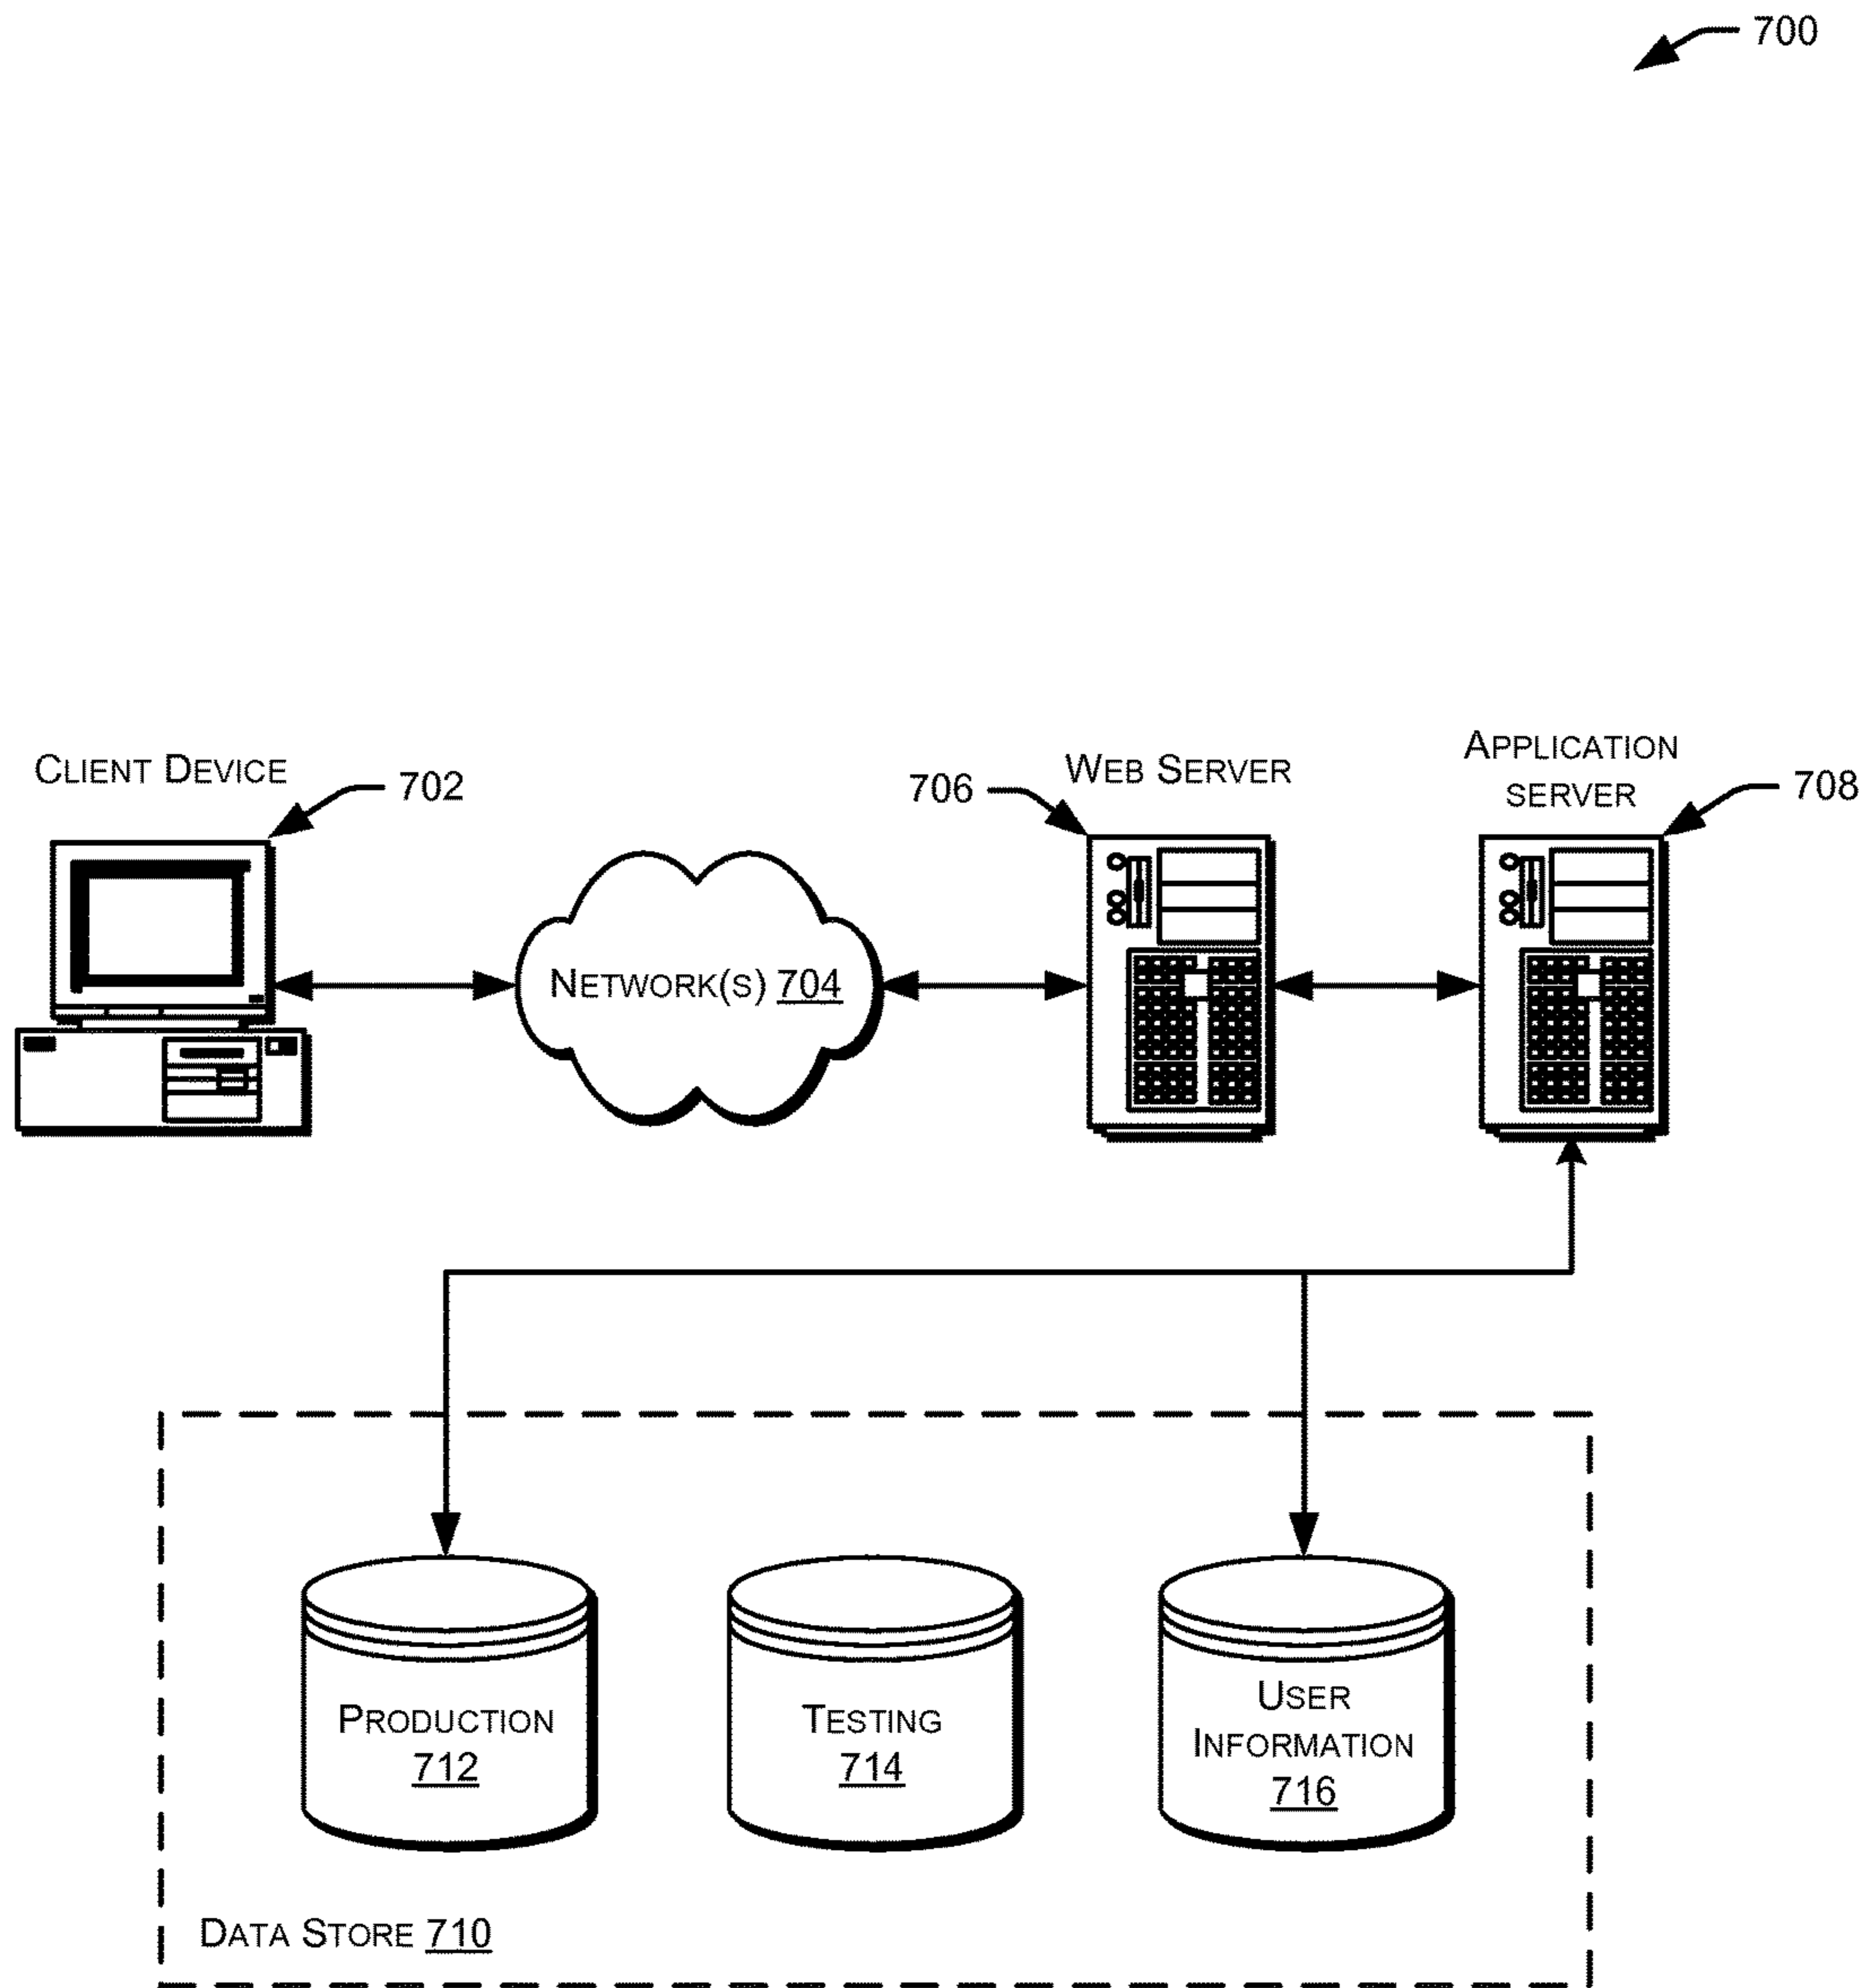 700
CLIENT DEVICE
702
706
WEB SERVER
APPLICATION
SERVER
708
NETWORK(S) 704
PRODUCTION
712
TESTING
714
USER
INFORMATION
716
DATA STORE 710